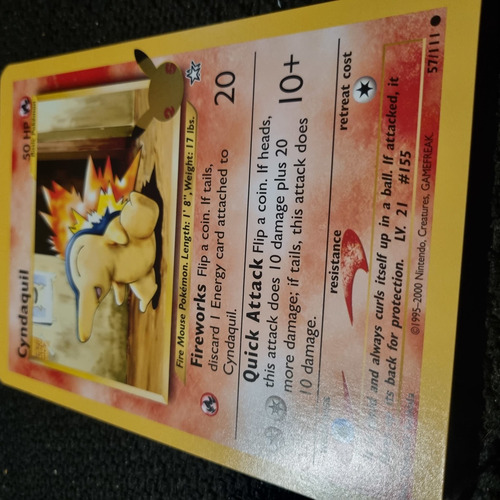 Cyndaquil
50 HP
Fire Mouse Pokémon. Length: 1' 8", Weight: 17 lbs.
25
Fireworks Flip a coin. If tails,
discard 1 Energy card attached to
Cyndaquil.
20
Quick Attack Flip a coin. If heads,
this attack does 10 damage plus 20
more damage; if tails, this attack does
10 damage.
10+
resistance
retreat cost
and always curls itself up in a ball. If attacked, it
its back for protection. LV. 21 #155
©1995-2000 Nintendo, Creatures, GAMEFREAK.
57/111